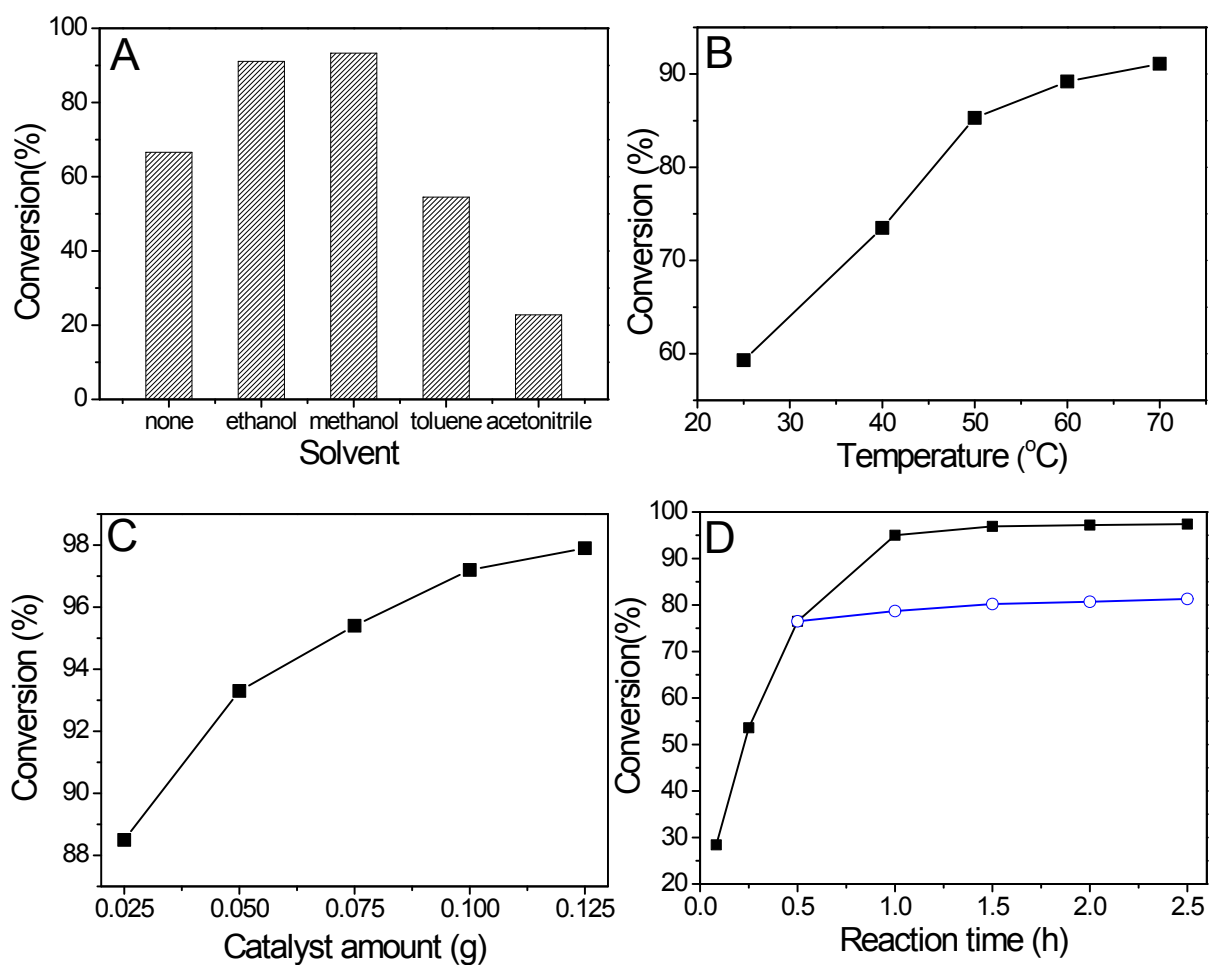 A
100
80
60
40
20
0
Conversion(%)
none ethanol methanol toluene acetonitrile
Solvent
B
90
80
70
60
Conversion (%)
20 30 40 50 60 70
Temperature (°C)
C
98
96
94
92
90
88
Conversion (%)
0.025 0.050 0.075 0.100 0.125
Catalyst amount (g)
D
100
90
80
70
60
50
40
30
20
Conversion(%)
0.0 0.5 1.0 1.5 2.0 2.5
Reaction time (h)